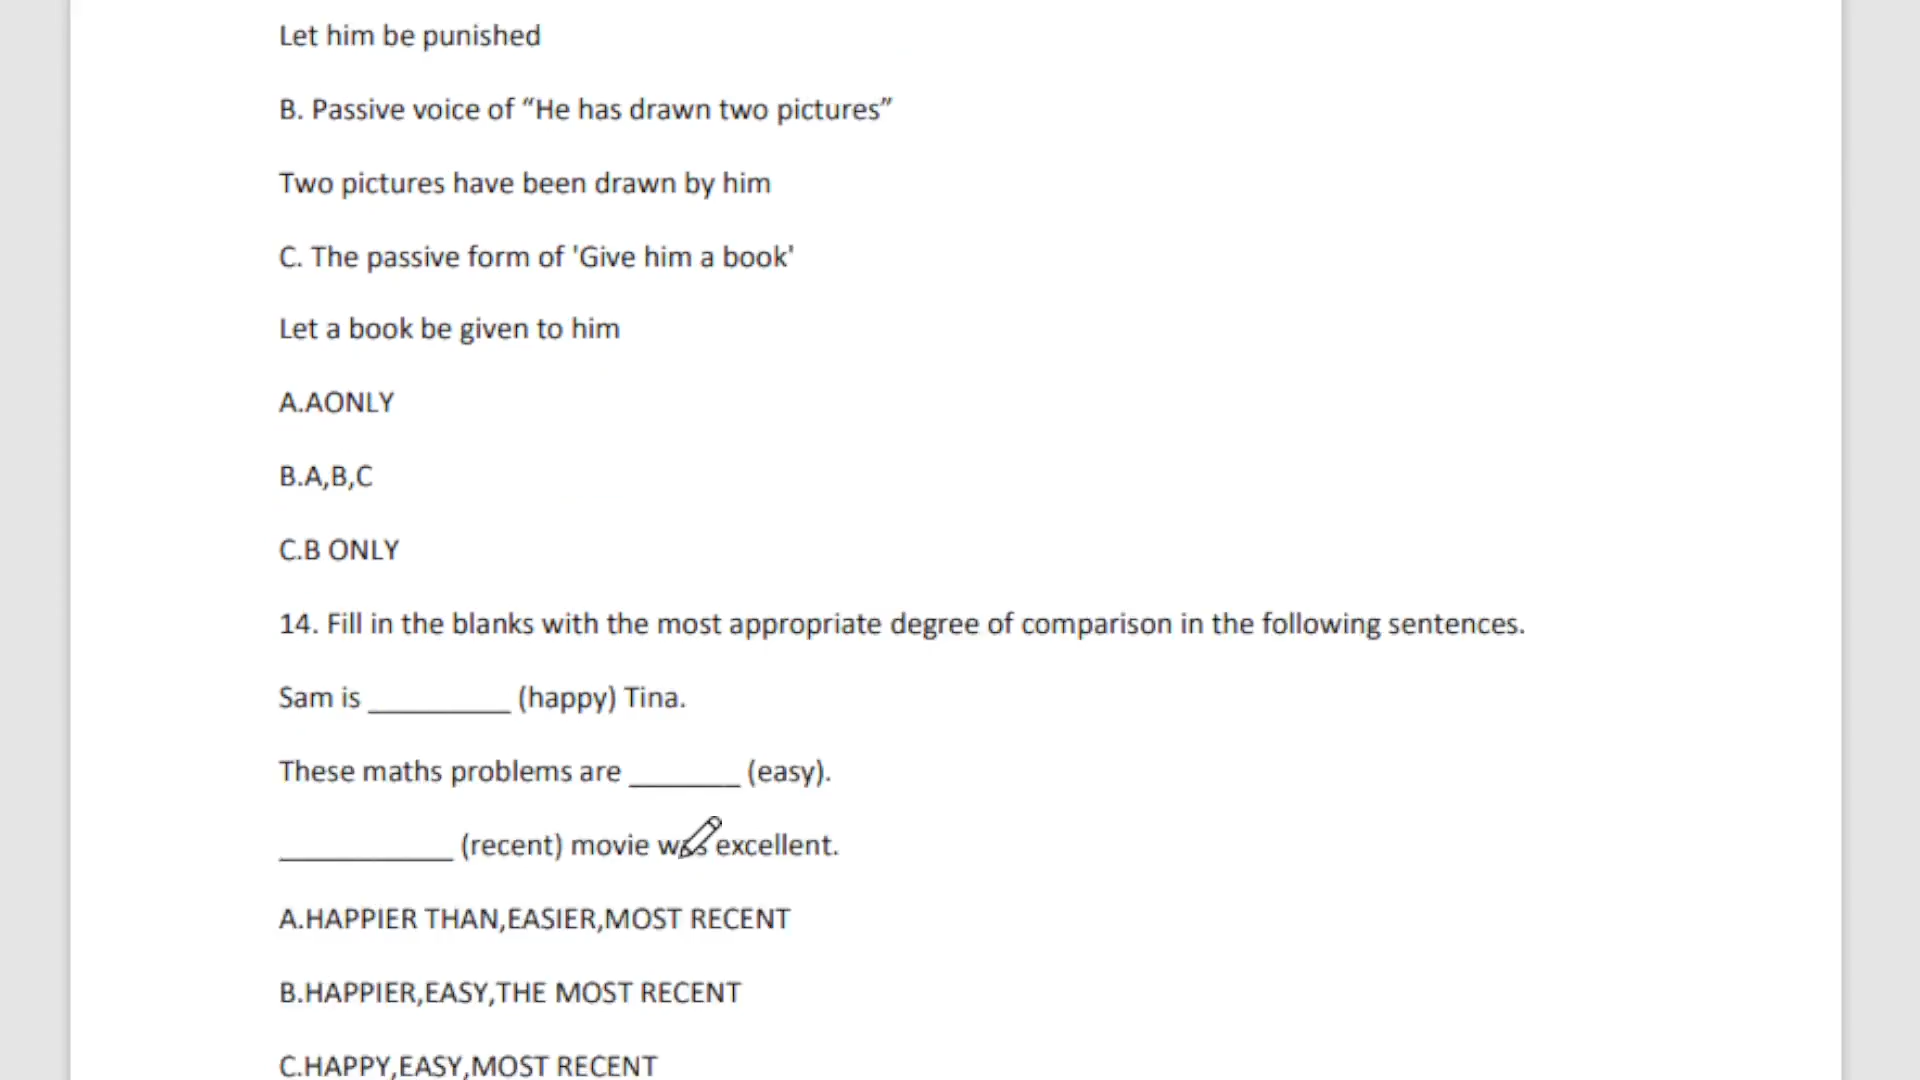 Let him be punished
B. Passive voice of “He has drawn two pictures”
Two pictures have been drawn by him
C. The passive form of 'Give him a book'
Let a book be given to him
A.AONLY
B.A,B,C
C.B ONLY
14. Fill in the blanks with the most appropriate degree of comparison in the following sentences.
Sam is __________ (happy) Tina.
These maths problems are ________ (easy).
____________ (recent) movie was excellent.
A.HAPPIER THAN,EASIER,MOST RECENT
B.HAPPIER,EASY,THE MOST RECENT
C.HAPPY,EASY,MOST RECENT